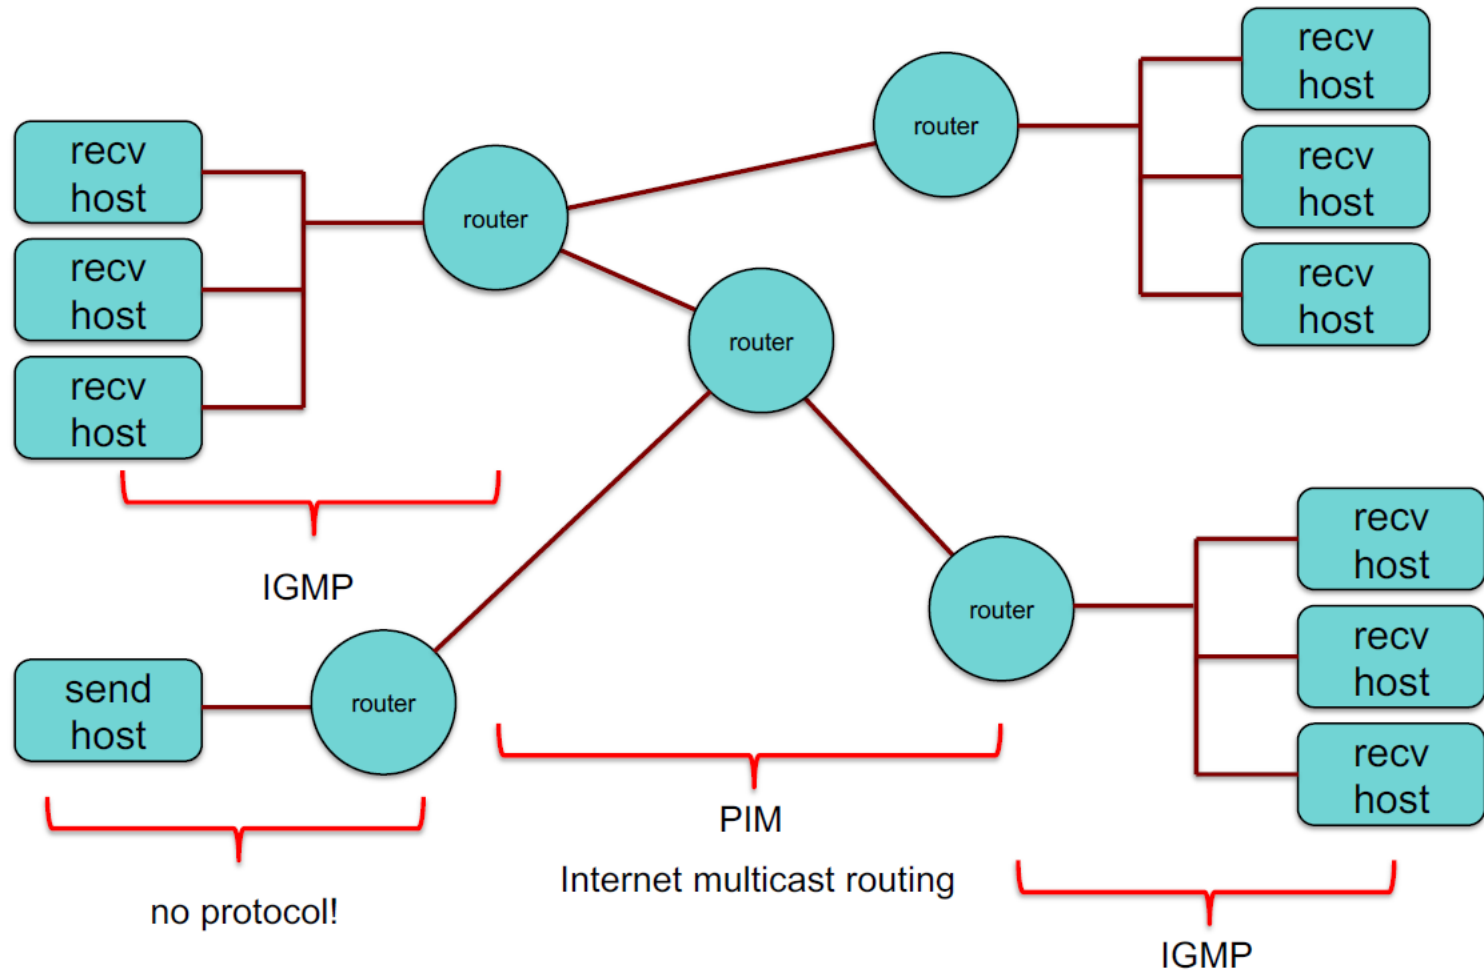 recv
host
recv
host
recv
host
router
router
recv
host
recv
host
recv
host
router
IGMP
send
host
router
no protocol!
router
recv
host
recv
host
recv
host
PIM
Internet multicast routing
IGMP